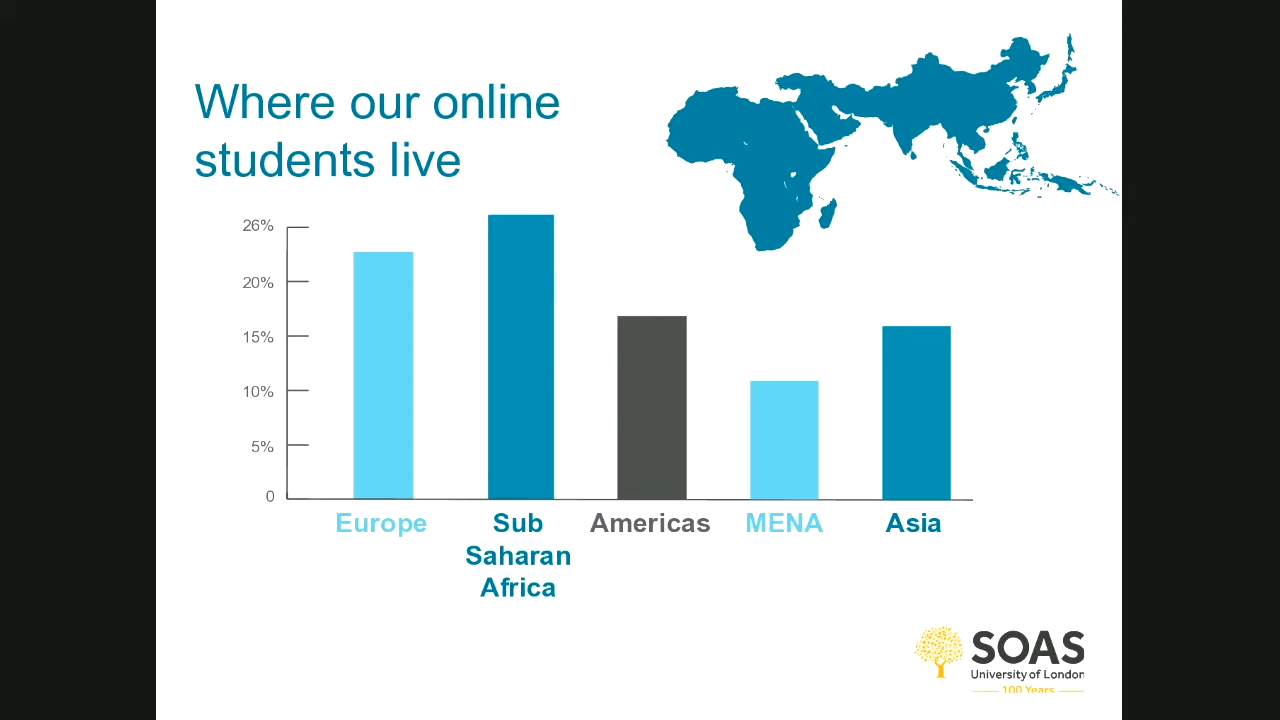 Where our online
students live
26%
20%
15%
10%
5%
0
Europe
Sub
Saharan
Africa
Americas
MENA
Asia
SOAS
University of London
100 Years